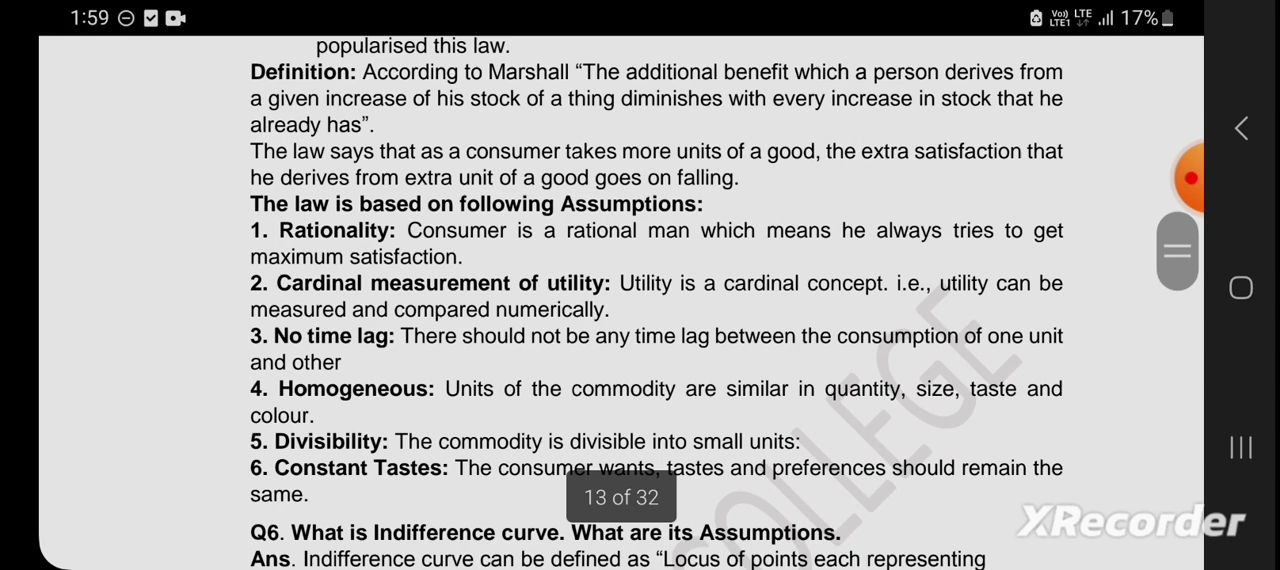 1:59
Vo)) LTE
LTE1
17%
popularised this law.
Definition: According to Marshall “The additional benefit which a person derives from
a given increase of his stock of a thing diminishes with every increase in stock that he
already has”.
The law says that as a consumer takes more units of a good, the extra satisfaction that
he derives from extra unit of a good goes on falling.
The law is based on following Assumptions:
1. Rationality: Consumer is a rational man which means he always tries to get
maximum satisfaction.
2. Cardinal measurement of utility: Utility is a cardinal concept. i.e., utility can be
measured and compared numerically.
3. No time lag: There should not be any time lag between the consumption of one unit
and other
4. Homogeneous: Units of the commodity are similar in quantity, size, taste and
colour.
5. Divisibility: The commodity is divisible into small units:
6. Constant Tastes: The consumer wants, tastes and preferences should remain the
same.
13 of 32
Q6. What is Indifference curve. What are its Assumptions.
Ans. Indifference curve can be defined as “Locus of points each representing
COLLEGE
XRecorder